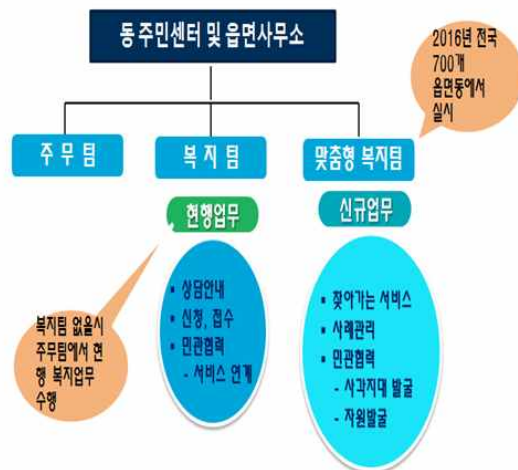 동 주민센터 및 읍면사무소
2016년 전국
700개
읍면동에서
실시
주 무 팀
복 지 팀
맞춤형 복지팀
현행업무
신규업무
▪ 상담안내
▪ 신청, 접수
▪ 민관협력
- 서비스 연계
▪ 찾아가는 서비스
▪ 사례관리
▪ 민관협력
- 사각지대 발굴
- 자원발굴
복지팀 없을시
주무팀에서 현
행 복지업무
수행